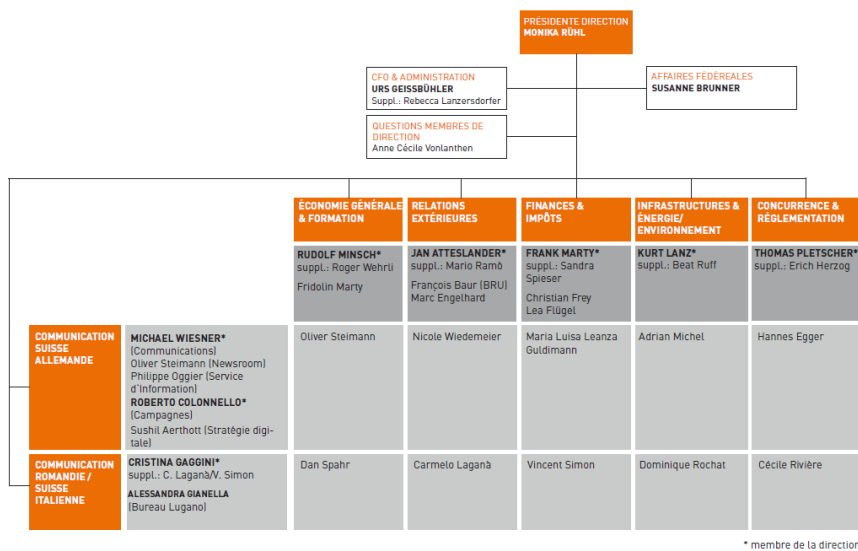 PRÉSIDENTE DIRECTION
MONIKA RÜHL
CFO & ADMINISTRATION
URS GEISSBÜHLER
Suppl.: Rebecca Lanzersdorfer
AFFAIRES FÉDÉREALES
SUSANNE BRUNNER
QUESTIONS MEMBRES DE
DIRECTION
Anne Cécile Vonlanthen
ÉCONOMIE GÉNÉRALE
& FORMATION
RELATIONS
EXTÉRIEURES
FINANCES &
IMPÔTS
INFRASTRUCTURES &
ÉNERGIE/
ENVIRONNEMENT
CONCURRENCE &
RÉGLEMENTATION
RUDOLF MINSCH*
suppl.: Roger Wehrli
Fridolin Marty
JAN ATTESLANDER*
suppl.: Mario Ramò
François Baur (BRU)
Marc Engelhard
FRANK MARTY*
suppl.: Sandra
Spieser
Christian Frey
Lea Flügel
KURT LANZ*
suppl.: Beat Ruff
THOMAS PLETSCHER*
suppl.: Erich Herzog
COMMUNICATION
SUISSE
ALLEMANDE
MICHAEL WIESNER*
(Communications)
Oliver Steimann (Newsroom)
Philippe Oggier (Service
d'Information)
ROBERTO COLONNELLO*
(Campagnes)
Sushil Aerthott (Stratégie digi-
tale)
Oliver Steimann
Nicole Wiedemeier
Maria Luisa Leanza
Guldimann
Adrian Michel
Hannes Egger
COMMUNICATION
ROMANDIE /
SUISSE
ITALIENNE
CRISTINA GAGGINI*
suppl.: C. Laganà/V. Simon
ALESSANDRA GIANELLA
(Bureau Lugano)
Dan Spahr
Carmelo Laganà
Vincent Simon
Dominique Rochat
Cécile Rivière
* membre de la direction